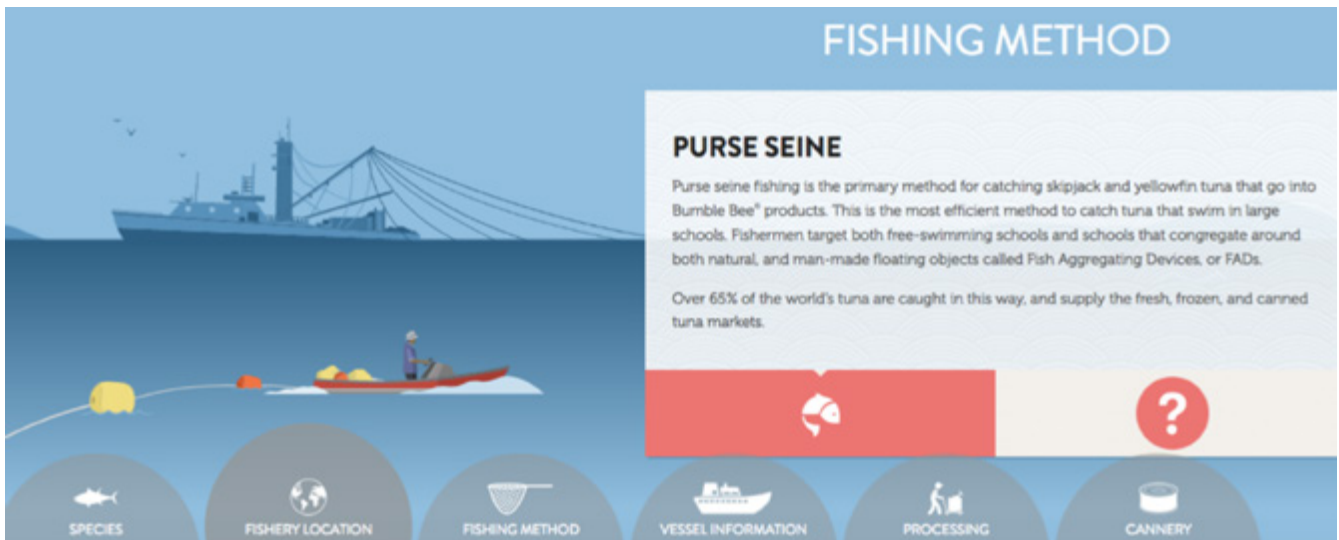 FISHING METHOD
PURSE SEINE
Purse seine fishing is the primary method for catching skipjack and yellowfin tuna that go into
Bumble Bee® products. This is the most efficient method to catch tuna that swim in large
schools. Fishermen target both free-swimming schools and schools that congregate around
both natural, and man-made floating objects called Fish Aggregating Devices, or FADs.
Over 65% of the world's tuna are caught in this way, and supply the fresh, frozen, and canned
tuna markets.
?
SPECIES
FISHERY LOCATION
FISHING METHOD
VESSEL INFORMATION
PROCESSING
CANNERY